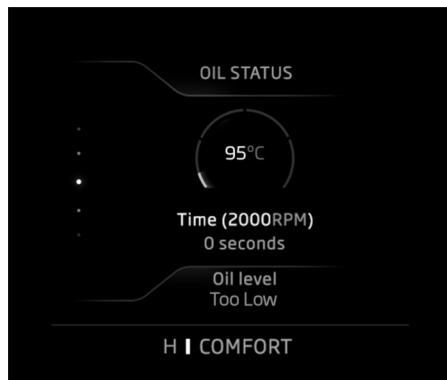 OIL STATUS
95°C
Time (2000RPM)
0 seconds
Oil level
Too Low
H COMFORT